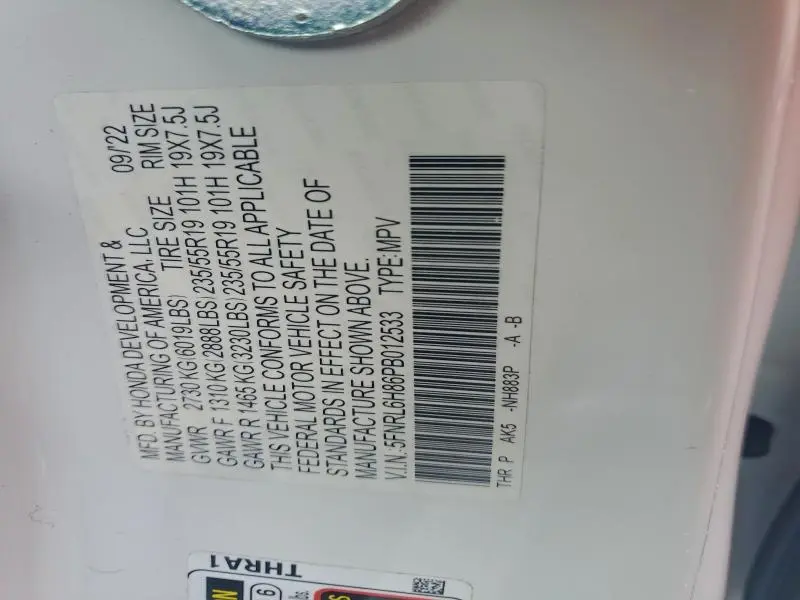 MFD. BY HONDA DEVELOPMENT & 09/'22
MANUFACTURING OF AMERICA, LLC
TIRE SIZE RIM SIZE
GVWR 2730 KG(6019LBS)
GAWR F 1310 KG(2888LBS) 235/55R19 101H 19X7.5J
GAWR R 1465 KG(3230LBS) 235/55R19 101H 19X7.5J
THIS VEHICLE CONFORMS TO ALL APPLICABLE
FEDERAL MOTOR VEHICLE SAFETY
STANDARDS IN EFFECT ON THE DATE OF
MANUFACTURE SHOWN ABOVE.
V.I.N.:5FNRL6H86PB012533 TYPE:MPV
THR P AK5 -NH883P -A -B
THRA1
N
6
lbs.
S